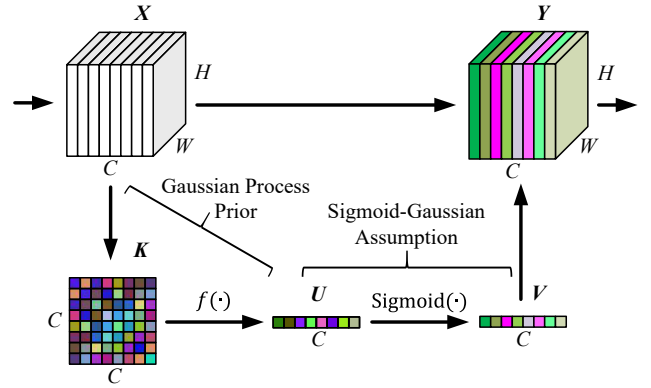 X
Y
H
H
W
W
C
C
Gaussian Process
Prior
Sigmoid-Gaussian
Assumption
K
U
V
f(·)
Sigmoid(·)
C
C
C
C